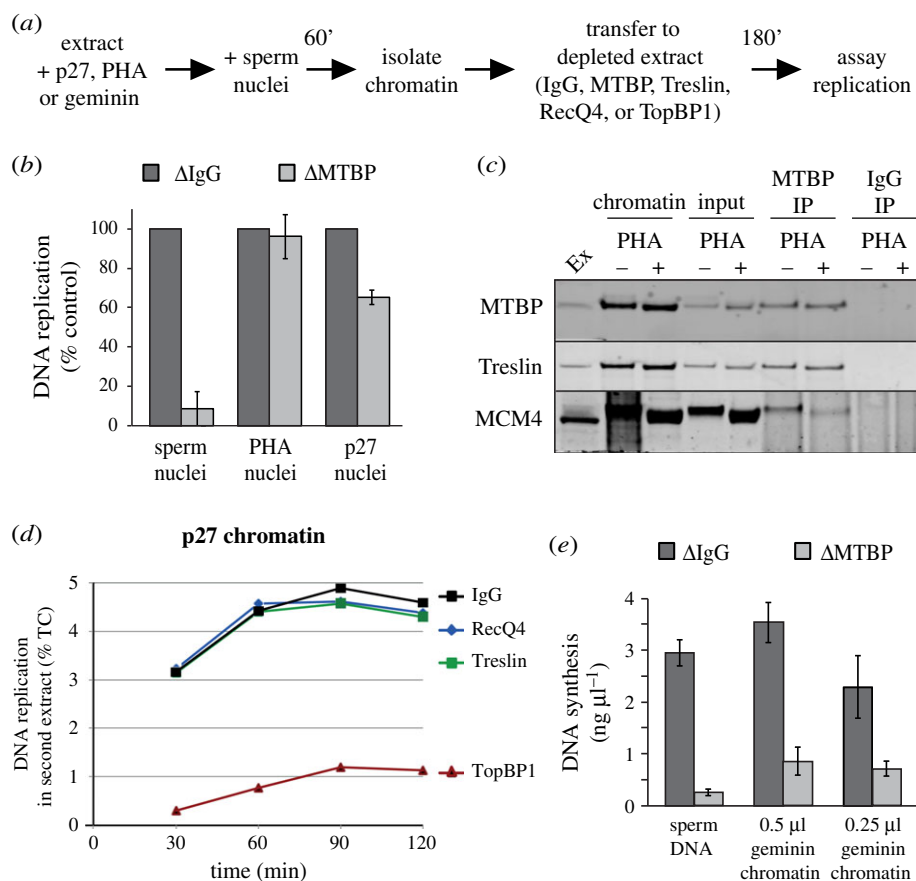 (a)
extract
+ p27, PHA
or geminin
+ sperm
nuclei
60’
isolate
chromatin
transfer to
depleted extract
(IgG, MTBP, Treslin,
RecQ4, or TopBP1)
180’
assay
replication
(b)
ΔIgG ΔMTBP
DNA replication
(% control)
100
80
60
40
20
0
sperm
nuclei
PHA
nuclei
p27
nuclei
(c)
chromatin input MTBP IP IgG IP
Ex PHA PHA PHA PHA
– + – + – + – +
MTBP
Treslin
MCM4
(d)
p27 chromatin
DNA replication
in second extract (% TC)
5
4
3
2
1
0
0 30 60 90 120
time (min)
IgG
RecQ4
Treslin
TopBP1
(e)
ΔIgG ΔMTBP
DNA synthesis
(ng µl–1)
4
3
2
1
0
sperm
DNA
0.5 µl
geminin
chromatin
0.25 µl
geminin
chromatin